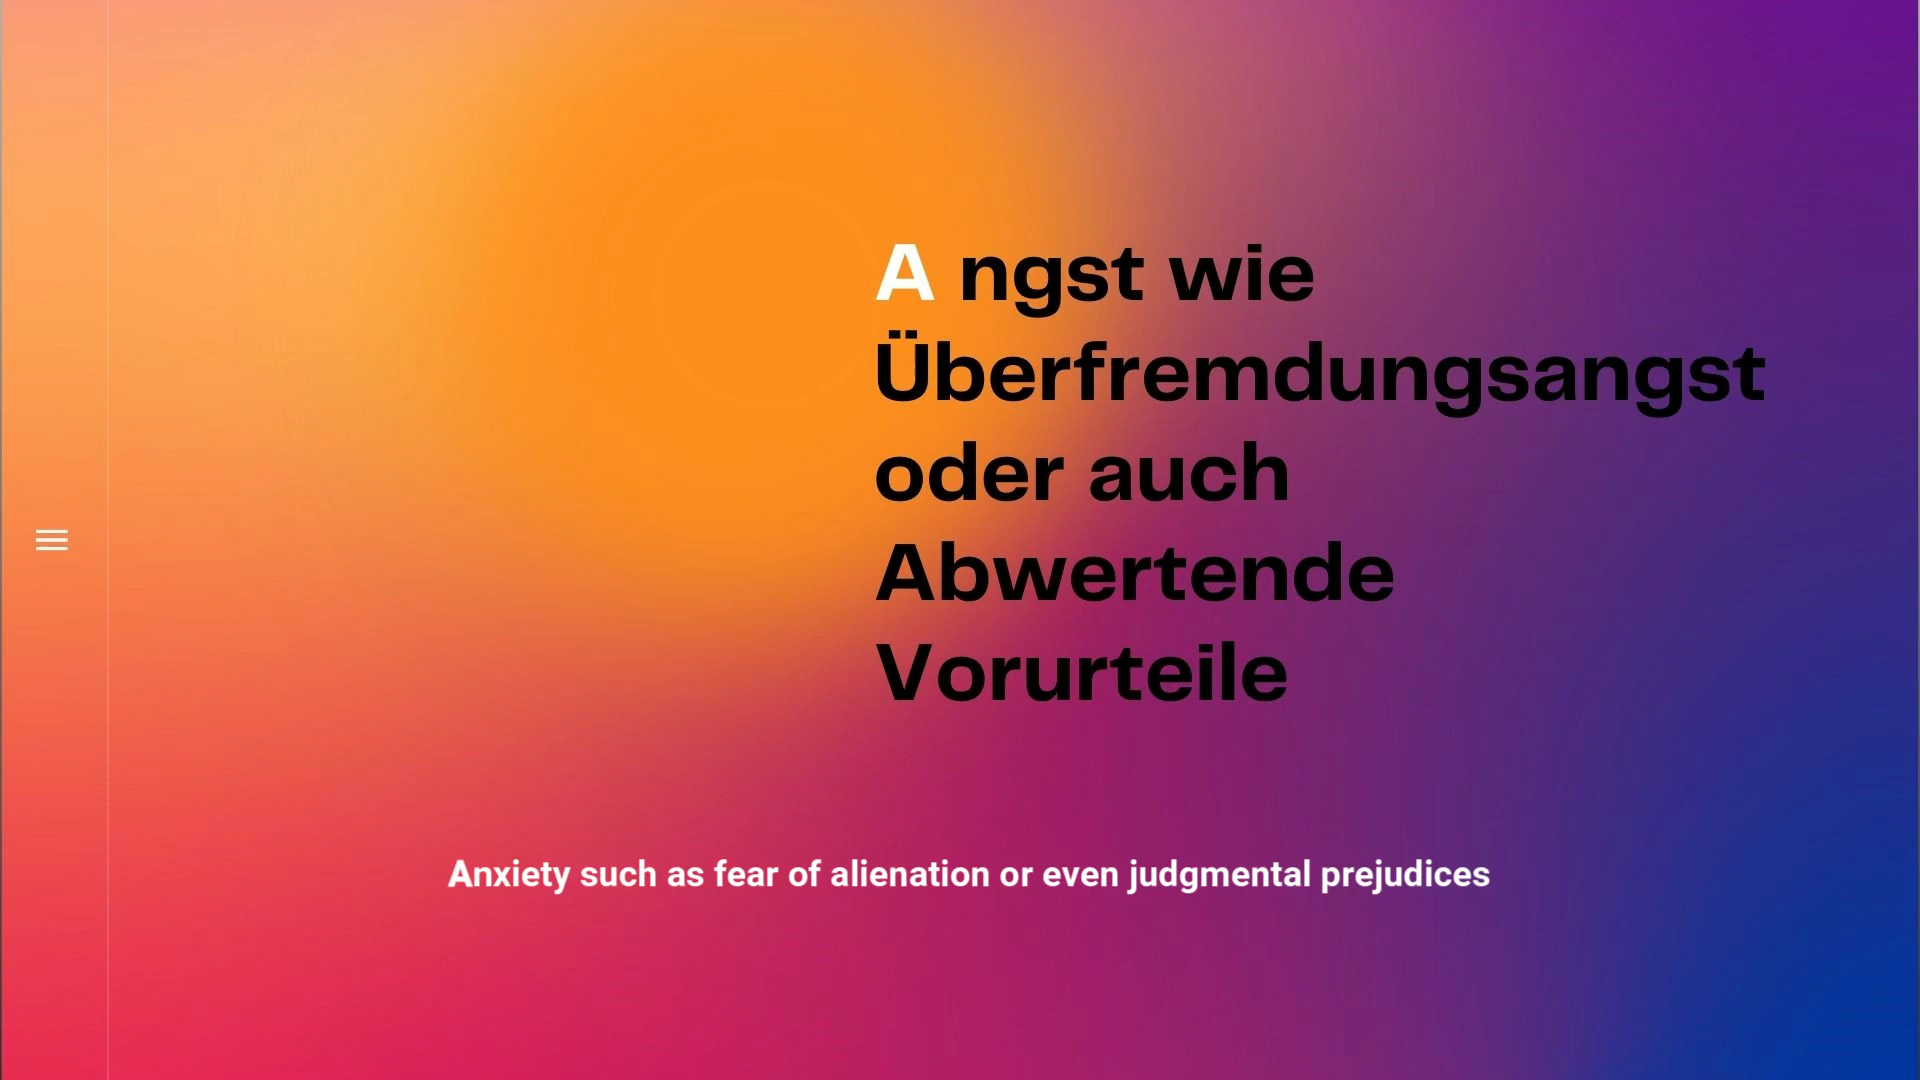 A ngst wie
Überfremdungsangst
oder auch
Abwertende
Vorurteile
Anxiety such as fear of alienation or even judgmental prejudices